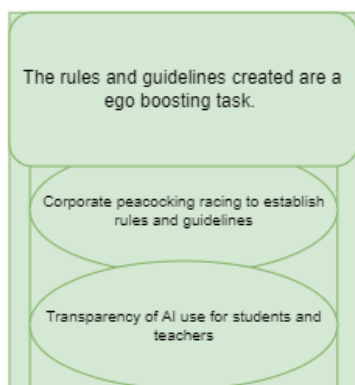 The rules and guidelines created are a
ego boosting task.
Corporate peacocking racing to establish
rules and guidelines
Transparency of AI use for students and
teachers